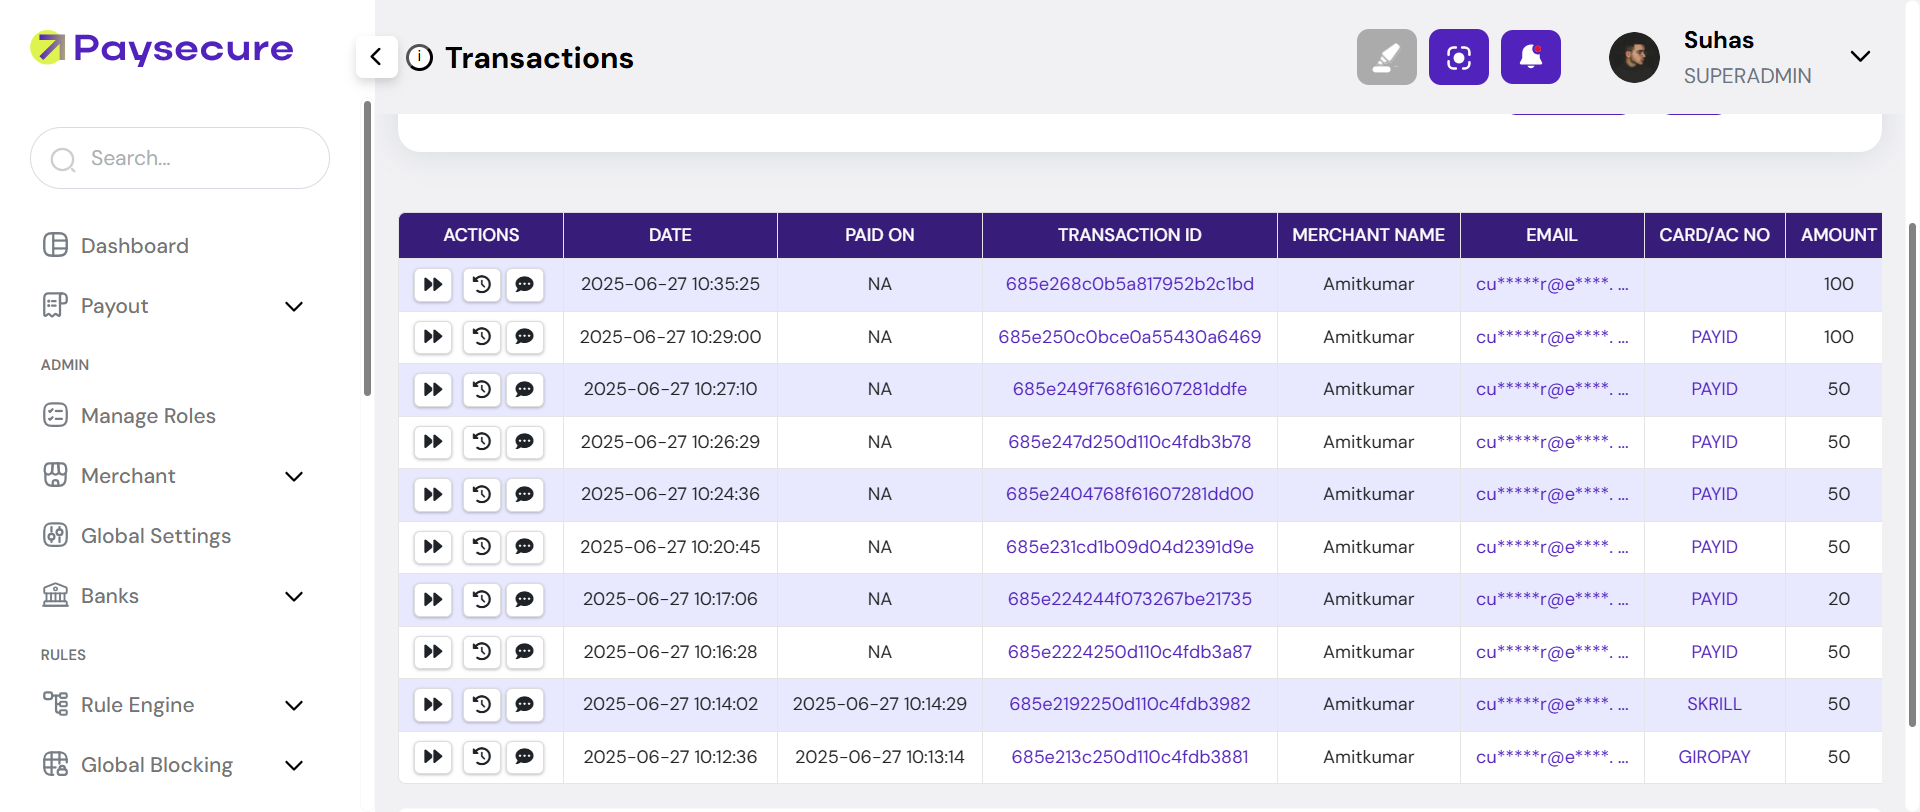 Paysecure
Search...
Dashboard
Payout
ADMIN
Manage Roles
Merchant
Global Settings
Banks
RULES
Rule Engine
Global Blocking
Transactions
Suhas
SUPERADMIN
ACTIONS DATE PAID ON TRANSACTION ID MERCHANT NAME EMAIL CARD/AC NO AMOUNT
2025-06-27 10:35:25 NA 685e268c0b5a817952b2c1bd Amitkumar cu*****r@e****. ... 100
2025-06-27 10:29:00 NA 685e250c0bce0a55430a6469 Amitkumar cu*****r@e****. ... PAYID 100
2025-06-27 10:27:10 NA 685e249f768f61607281ddfe Amitkumar cu*****r@e****. ... PAYID 50
2025-06-27 10:26:29 NA 685e247d250d110c4fdb3b78 Amitkumar cu*****r@e****. ... PAYID 50
2025-06-27 10:24:36 NA 685e2404768f61607281dd00 Amitkumar cu*****r@e****. ... PAYID 50
2025-06-27 10:20:45 NA 685e231cd1b09d04d2391d9e Amitkumar cu*****r@e****. ... PAYID 50
2025-06-27 10:17:06 NA 685e224244f073267be21735 Amitkumar cu*****r@e****. ... PAYID 20
2025-06-27 10:16:28 NA 685e2224250d110c4fdb3a87 Amitkumar cu*****r@e****. ... PAYID 50
2025-06-27 10:14:02 2025-06-27 10:14:29 685e2192250d110c4fdb3982 Amitkumar cu*****r@e****. ... SKRILL 50
2025-06-27 10:12:36 2025-06-27 10:13:14 685e213c250d110c4fdb3881 Amitkumar cu*****r@e****. ... GIROPAY 50